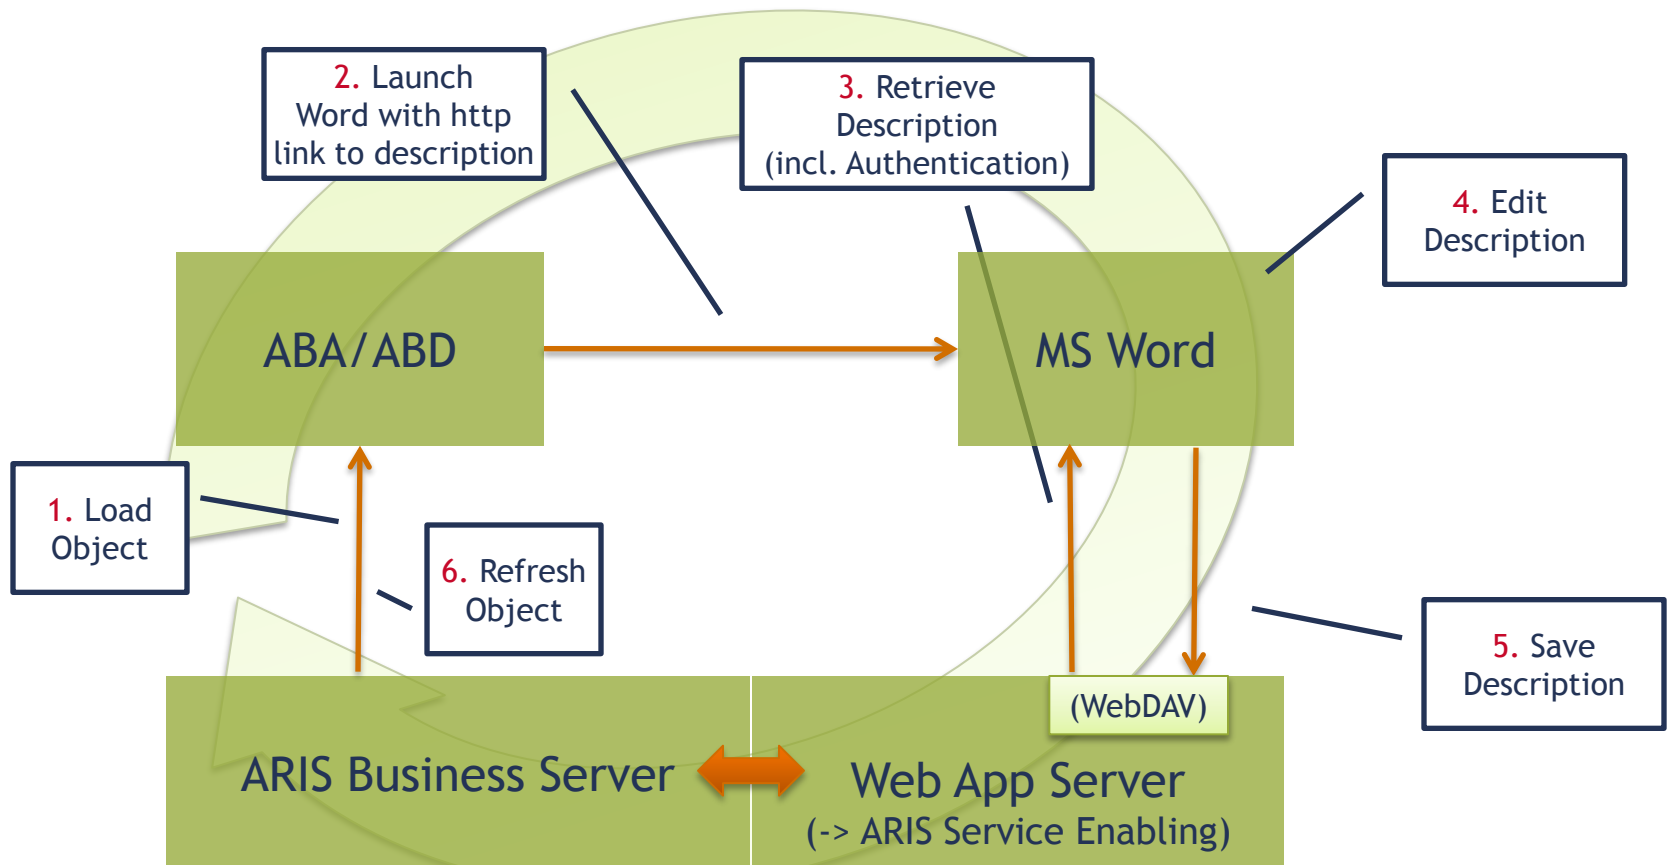 2. Launch
Word with http
link to description
3. Retrieve
Description
(incl. Authentication)
4. Edit
Description
ABA/ABD
MS Word
1. Load
Object
6. Refresh
Object
5. Save
Description
(WebDAV)
ARIS Business Server
Web App Server
(-> ARIS Service Enabling)